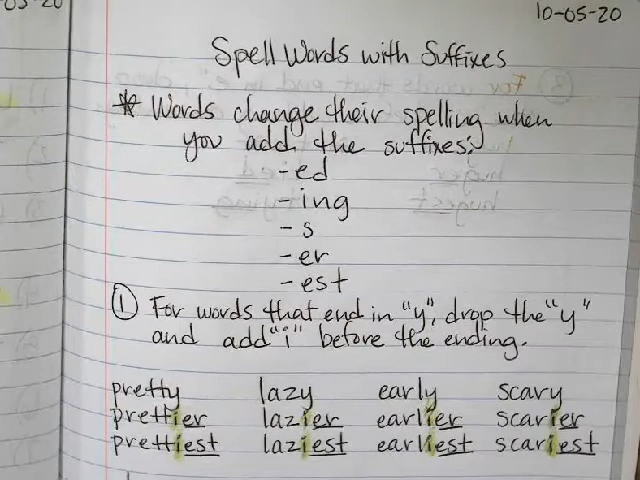 10-05-20
Spell Words with Suffixes
* Words change their spelling when
you add the suffixes:
-ed
-ing
-s
-er
-est
① For words that end in "y", drop the "y"
and add "i" before the ending.
pretty lazy early scary
prettier lazier earlier scarier
prettiest laziest earliest scariest